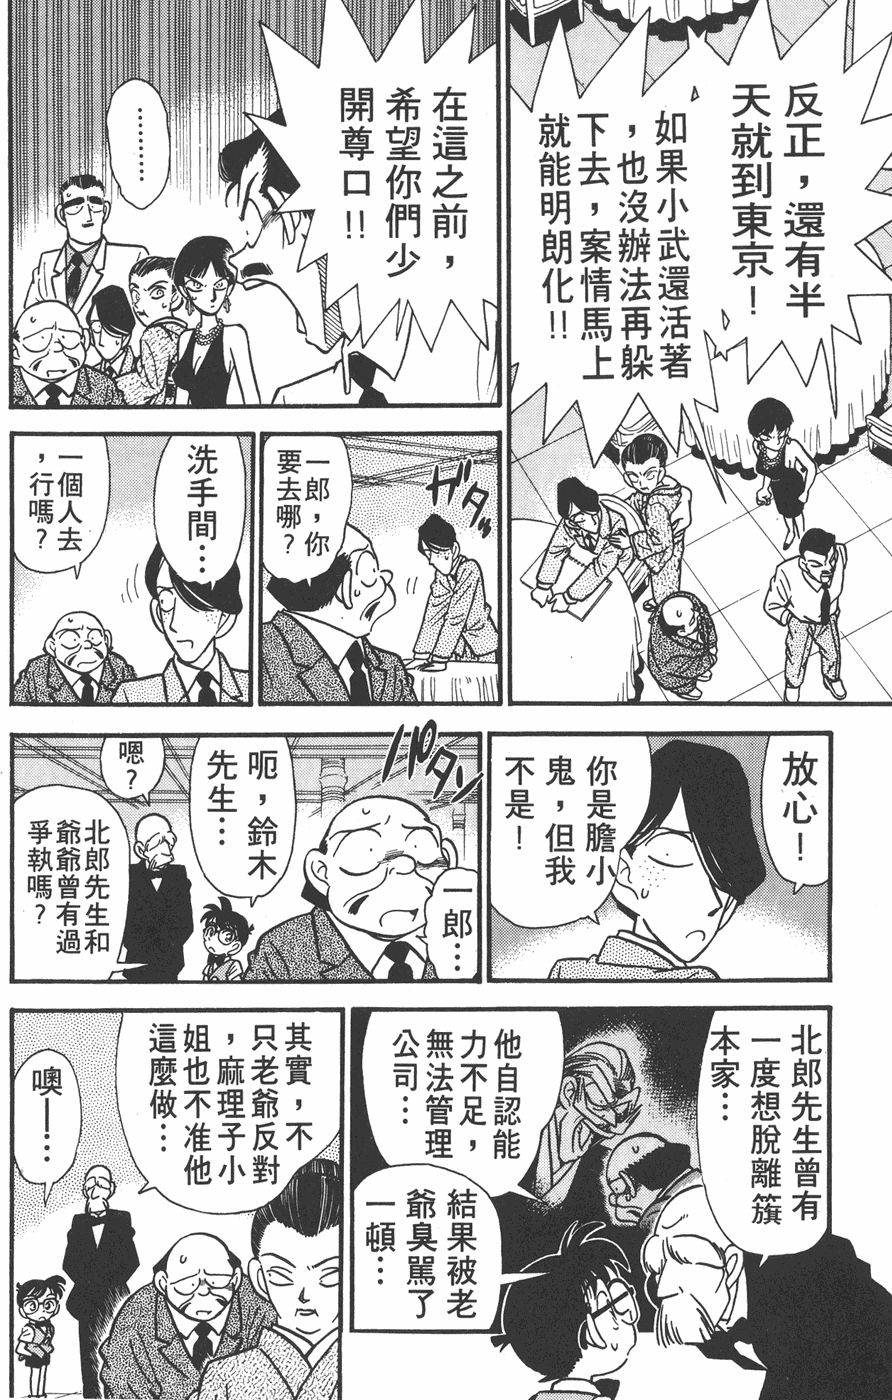 反正，還有半
天就到東京！
如果小武還活著
，也沒辦法再躲
下去，案情馬上
就能明朗化！！
在這之前，
希望你們少
開尊口！！
………
ガタッ
一郎，你
要去哪？
洗手間…
一個人去
，行嗎？
放心！
你是膽小
鬼，但我
不是！
バタン
一郎…
呃，鈴木
先生…
嗯？
北郎先生和
爺爺曾有過
爭執嗎？
北郎先生曾有
一度想脫離籏
本家…
他自認能
力不足，
無法管理
公司…
結果被老
爺臭罵了
一頓…
其實，不
只老爺反對
，麻理子小
姐也不准他
這麼做…
噢——…